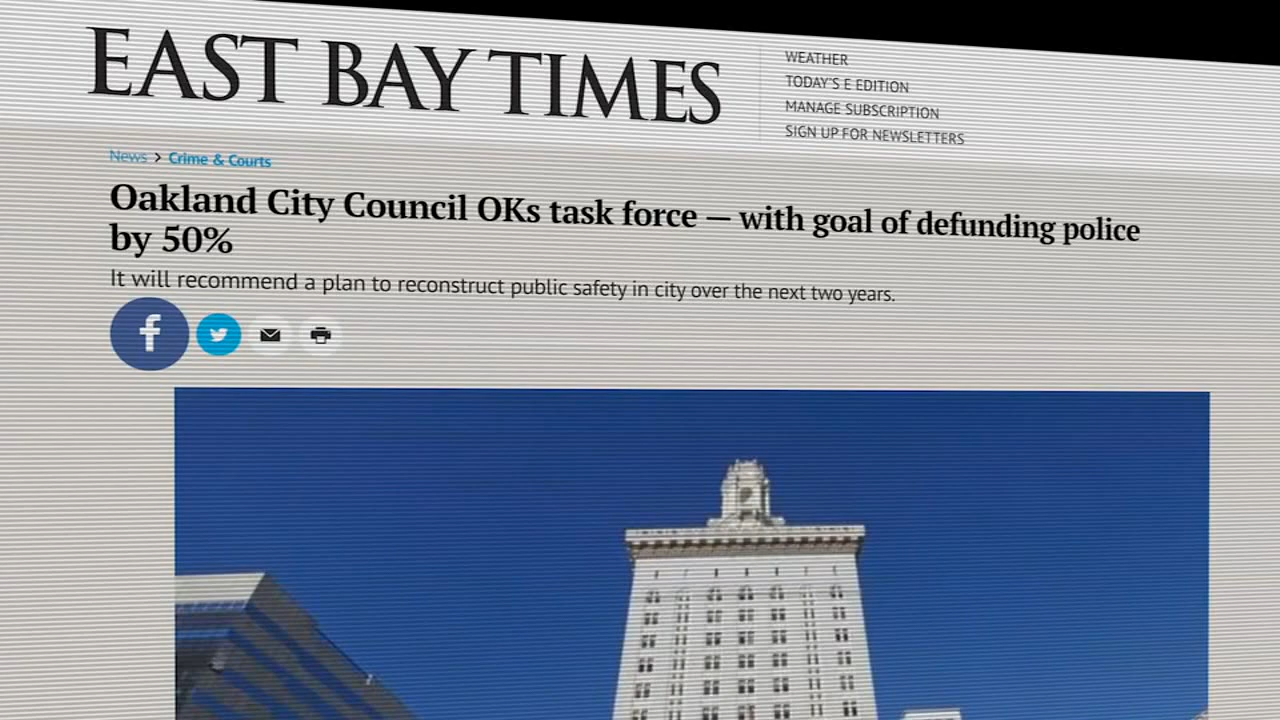 EAST BAY TIMES
WEATHER
TODAY'S E EDITION
MANAGE SUBSCRIPTION
SIGN UP FOR NEWSLETTERS
News > Crime & Courts
Oakland City Council OKs task force — with goal of defunding police
by 50%
It will recommend a plan to reconstruct public safety in city over the next two years.